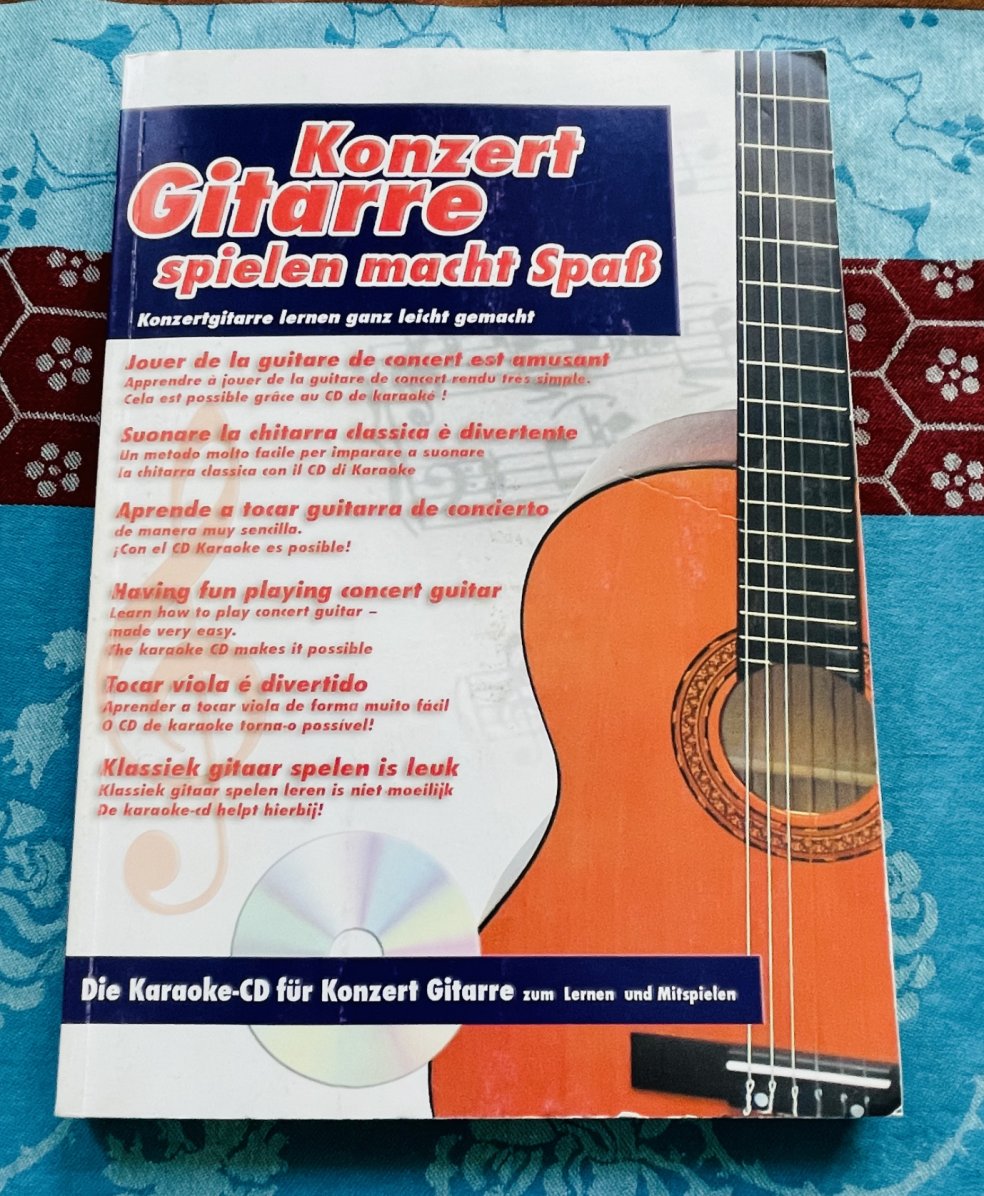 Konzert
Gitarre
spielen macht Spaß
Konzertgitarre lernen ganz leicht gemacht
Jouer de la guitare de concert est amusant
Apprendre à jouer de la guitare de concert rendu très simple.
Cela est possible grâce au CD de karaoké !
Suonare la chitarra classica è divertente
Un metodo molto facile per imparare a suonare
la chitarra classica con il CD di Karaoke
Aprende a tocar guitarra de concierto
de manera muy sencilla.
¡Con el CD Karaoke es posible!
Having fun playing concert guitar
Learn how to play concert guitar –
made very easy.
The karaoke CD makes it possible
Tocar viola é divertido
Aprender a tocar viola de forma muito fácil
O CD de karaoke torna-o possível!
Klassiek gitaar spelen is leuk
Klassiek gitaar spelen leren is niet moeilijk
De karaoke-cd helpt hierbij!
Die Karaoke-CD für Konzert Gitarre zum Lernen und Mitspielen